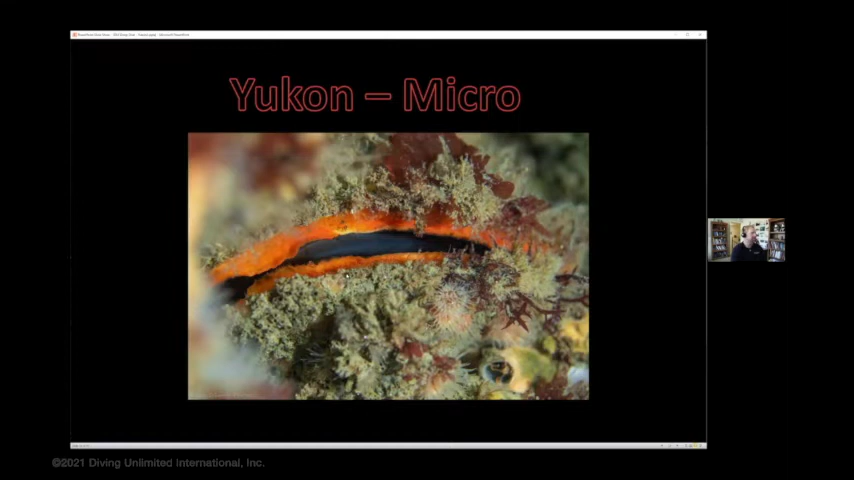 Yukon – Micro
©2021 Diving Unlimited International, Inc.